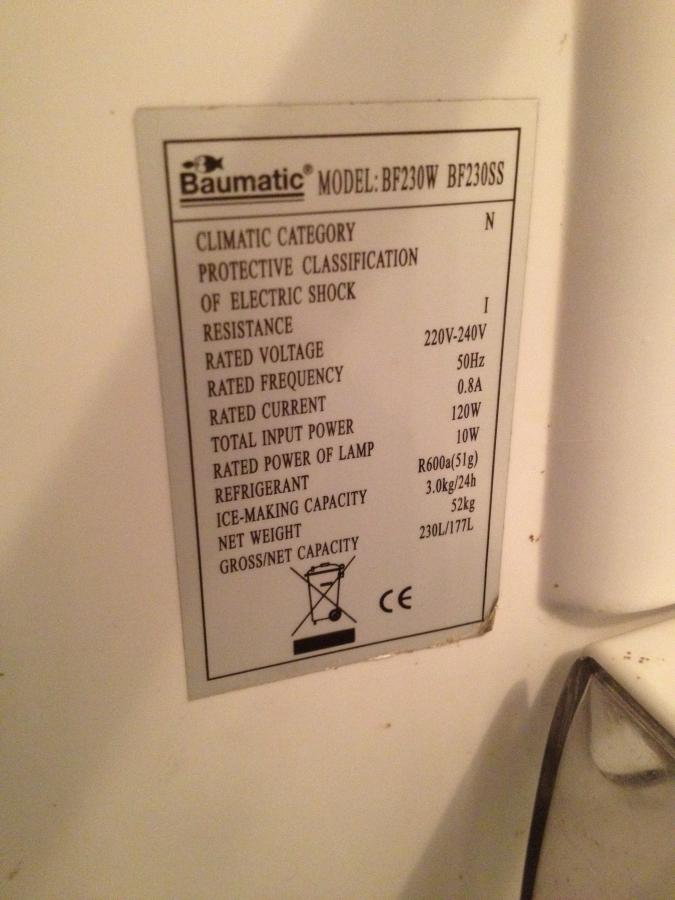 Baumatic® MODEL: BF230W BF230SS
CLIMATIC CATEGORY N
PROTECTIVE CLASSIFICATION
OF ELECTRIC SHOCK
RESISTANCE I
RATED VOLTAGE 220V-240V
RATED FREQUENCY 50Hz
RATED CURRENT 0.8A
TOTAL INPUT POWER 120W
RATED POWER OF LAMP 10W
REFRIGERANT R600a(51g)
ICE-MAKING CAPACITY 3.0kg/24h
NET WEIGHT 52kg
GROSS/NET CAPACITY 230L/177L
CE